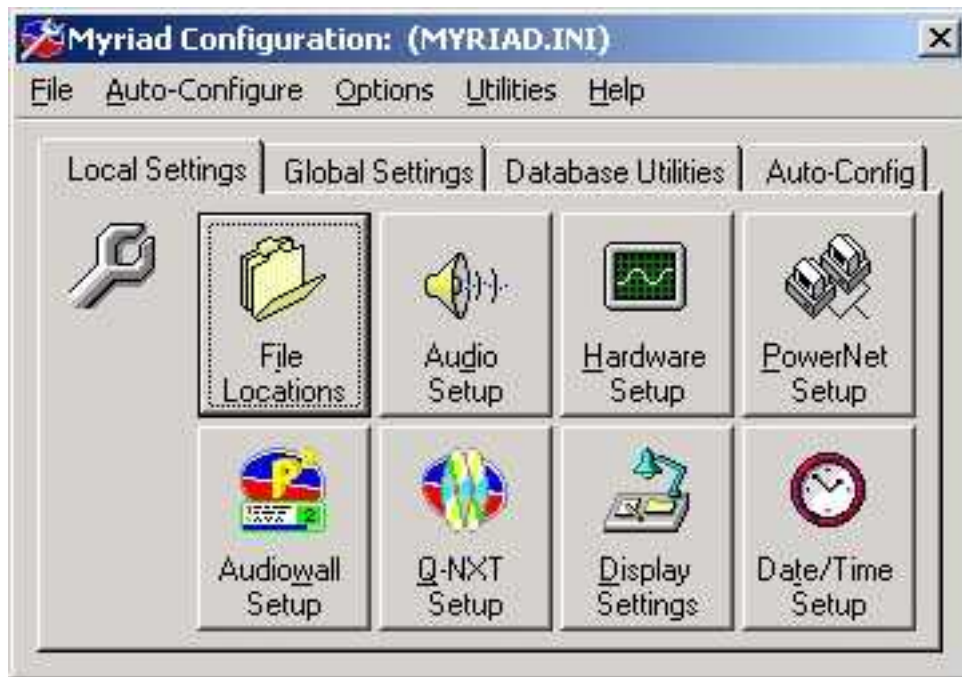 Myriad Configuration: (MYRIAD.INI)
File Auto-Configure Options Utilities Help
Local Settings Global Settings Database Utilities Auto-Config
File Locations
Audio Setup
Hardware Setup
PowerNet Setup
Audiowall Setup
Q-NXT Setup
Display Settings
Date/Time Setup